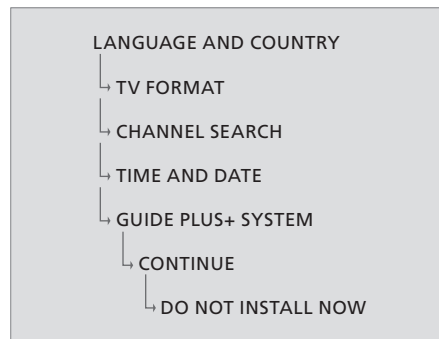 LANGUAGE AND COUNTRY
TV FORMAT
CHANNEL SEARCH
TIME AND DATE
GUIDE PLUS+ SYSTEM
CONTINUE
DO NOT INSTALL NOW